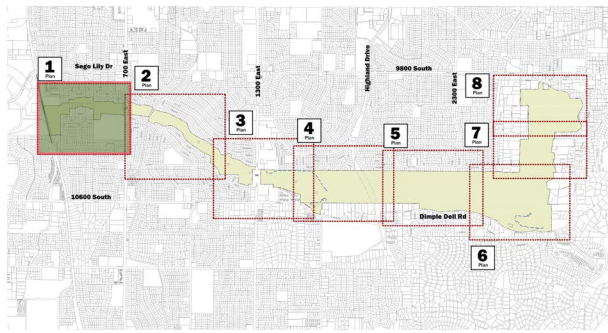 1
Plan
Sego Lily Dr
700 East
2
Plan
3
Plan
1300 East
4
Plan
Highland Drive
5
Plan
9800 South
2300 East
8
Plan
7
Plan
10600 South
Dimple Dell Rd
6
Plan